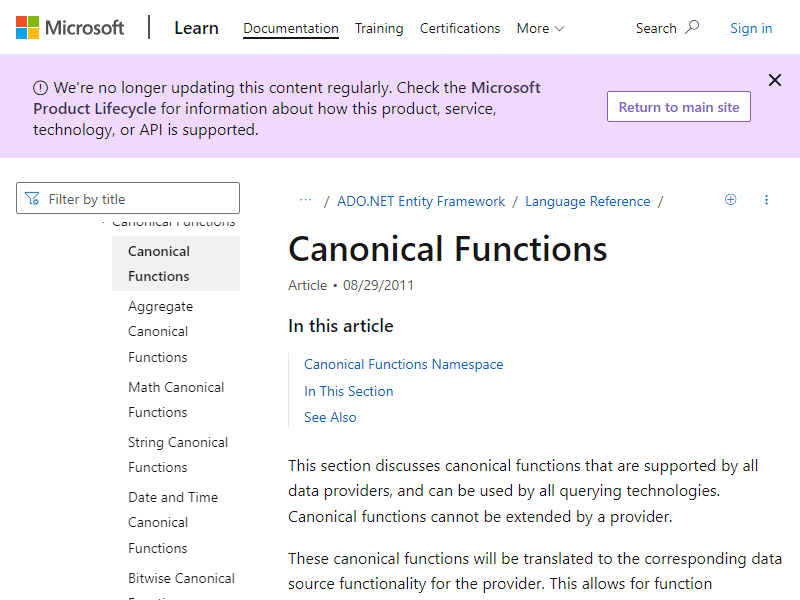 Microsoft Learn Documentation Training Certifications More Search Sign in
We're no longer updating this content regularly. Check the Microsoft
Product Lifecycle for information about how this product, service,
technology, or API is supported.
Return to main site
Filter by title
... / ADO.NET Entity Framework / Language Reference /
Canonical Functions
Canonical
Functions
Aggregate
Canonical
Functions
Math Canonical
Functions
String Canonical
Functions
Date and Time
Canonical
Functions
Bitwise Canonical
Canonical Functions
Article • 08/29/2011
In this article
Canonical Functions Namespace
In This Section
See Also
This section discusses canonical functions that are supported by all
data providers, and can be used by all querying technologies.
Canonical functions cannot be extended by a provider.
These canonical functions will be translated to the corresponding data
source functionality for the provider. This allows for function